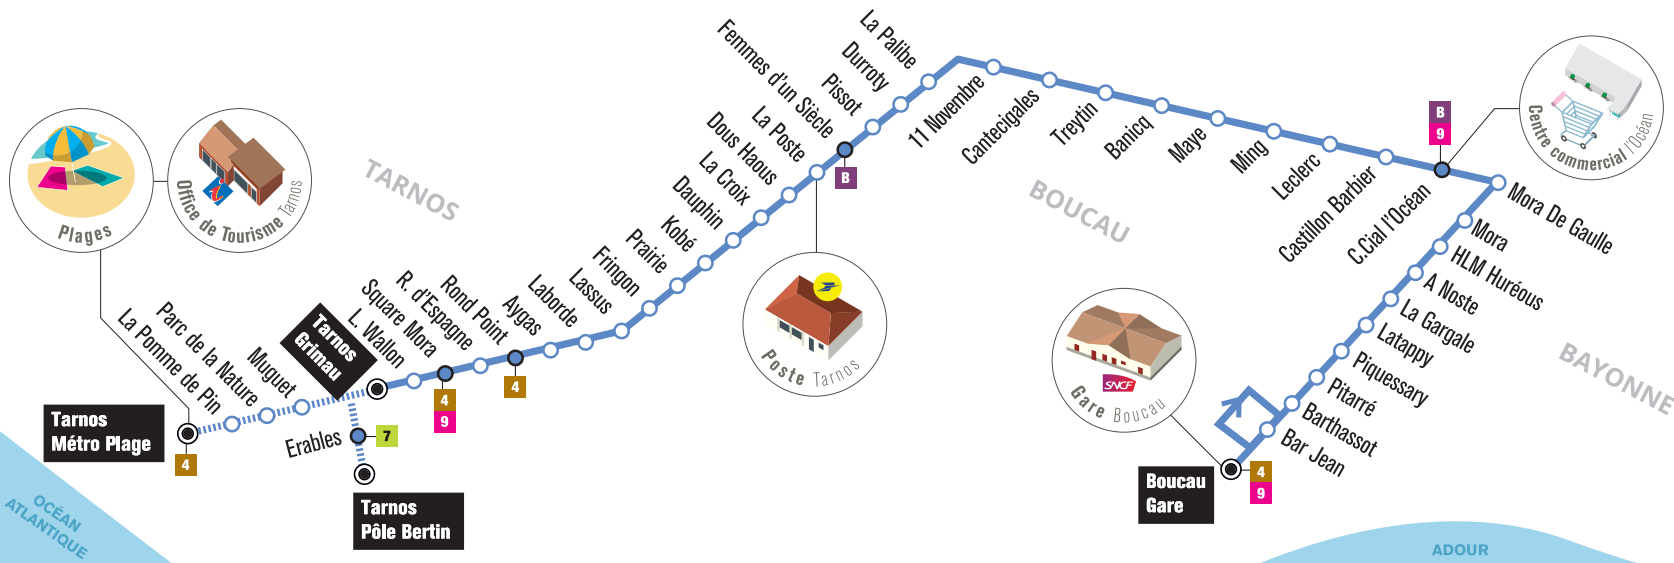 Plages
Office de Tourisme Tarnos
TARNOS
La Pomme de Pin
Parc de la Nature
Muguet
Tarnos
Grimau
L. Wallon
Square Mora
R. d'Espagne
Rond Point
Aygas
Laborde
Lassus
Fringon
Prairie
Kobé
Dauphin
La Croix
Dous Haous
La Poste
Femmes d'un Siècle
Pissot
Durroty
La Palibe
11 Novembre
Cantecigales
Treytin
Banicq
Maye
Ming
Leclerc
Castillon Barbier
C.Cial l'Océan
Mora De Gaulle
Mora
HLM Huréous
A Noste
La Gargale
Latappy
Piquessary
Pitarré
Barthassot
Bar Jean
B
B
9
Centre commercial l'Océan
BOUCAU
BAYONNE
Poste Tarnos
SNCF
Gare Boucau
Tarnos
Métro Plage
4
Erables
7
Tarnos
Pôle Bertin
4
9
4
Boucau
Gare
4
9
OCÉAN
ATLANTIQUE
ADOUR